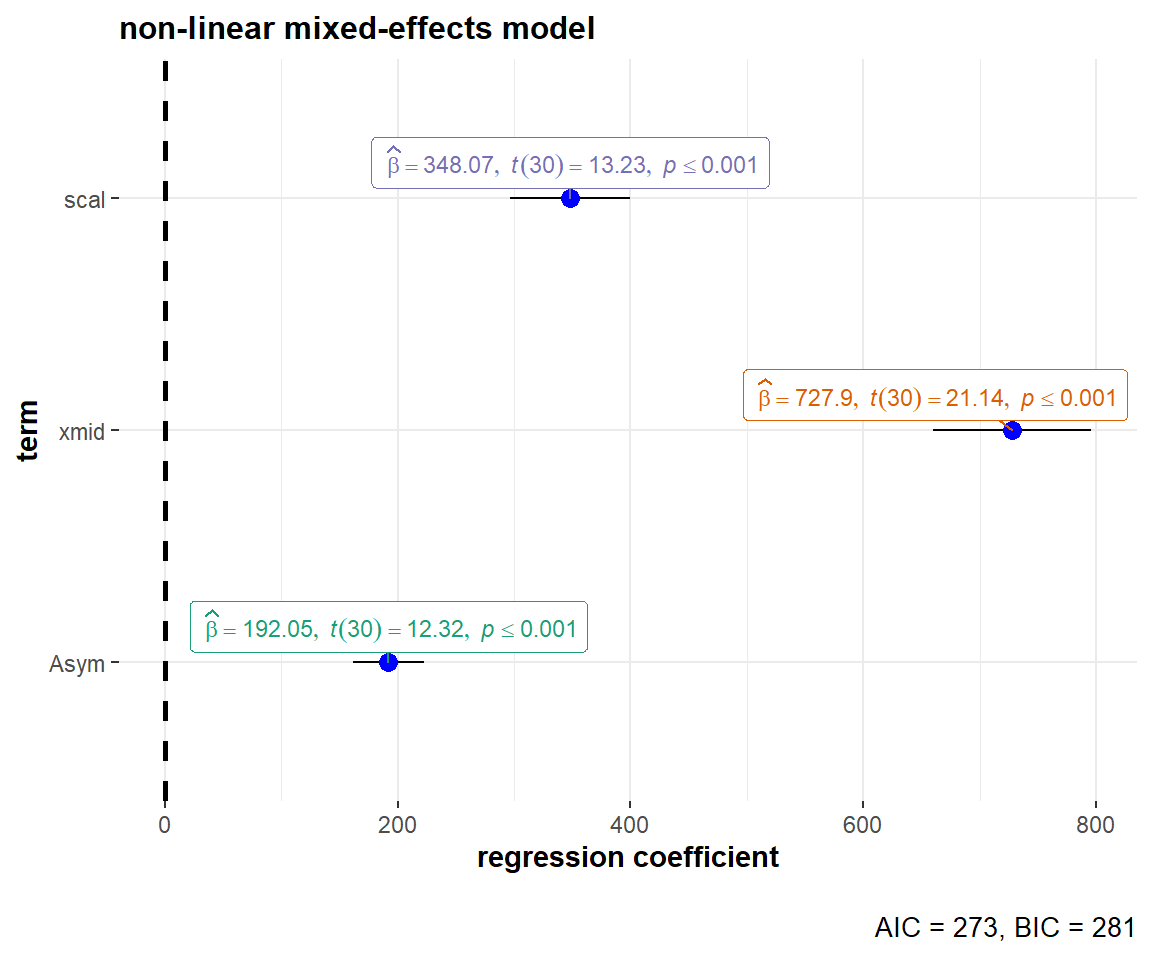 non-linear mixed-effects model
β̂ = 348.07, t(30) = 13.23, p ≤ 0.001
scal
β̂ = 727.9, t(30) = 21.14, p ≤ 0.001
xmid
term
β̂ = 192.05, t(30) = 12.32, p ≤ 0.001
Asym
0 200 400 600 800
regression coefficient
AIC = 273, BIC = 281